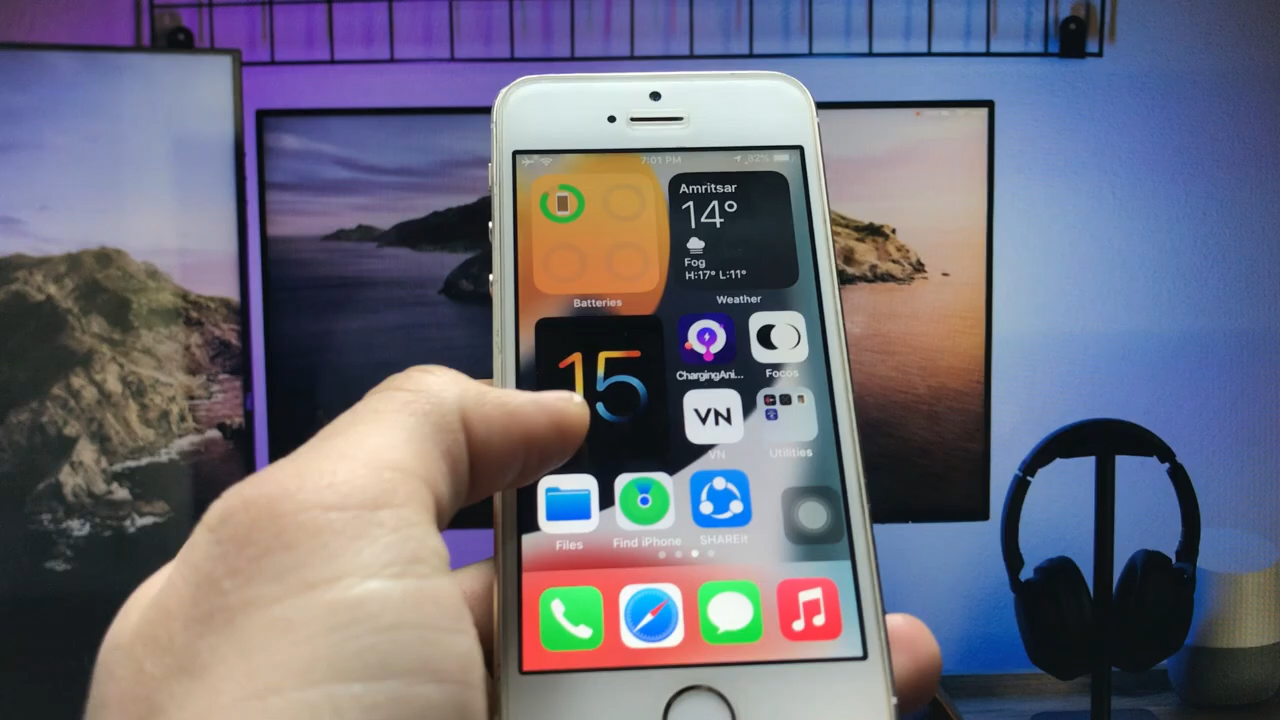 7:01 PM
82%
Amritsar
14°
Fog
H:17° L:11°
Batteries
Weather
15
ChargingAni...
Focos
VN
VN
Utilities
Files
Find iPhone
SHAREit